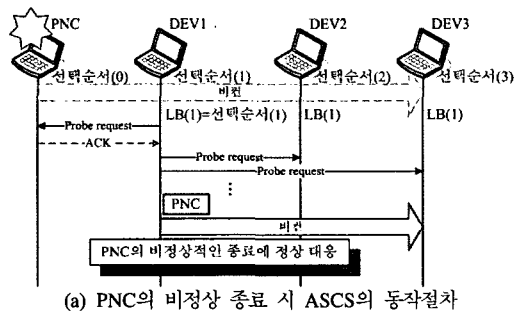 PNC DEV1 DEV2 DEV3
선택순서(0) 선택순서(1) 선택순서(2) 선택순서(3)
비컨
LB(1)=선택순서(1) LB(1) LB(1)
Probe request
ACK
Probe request
Probe request
PNC
비컨
PNC의 비정상적인 종료에 정상 대응
(a) PNC의 비정상 종료 시 ASCS의 동작절차